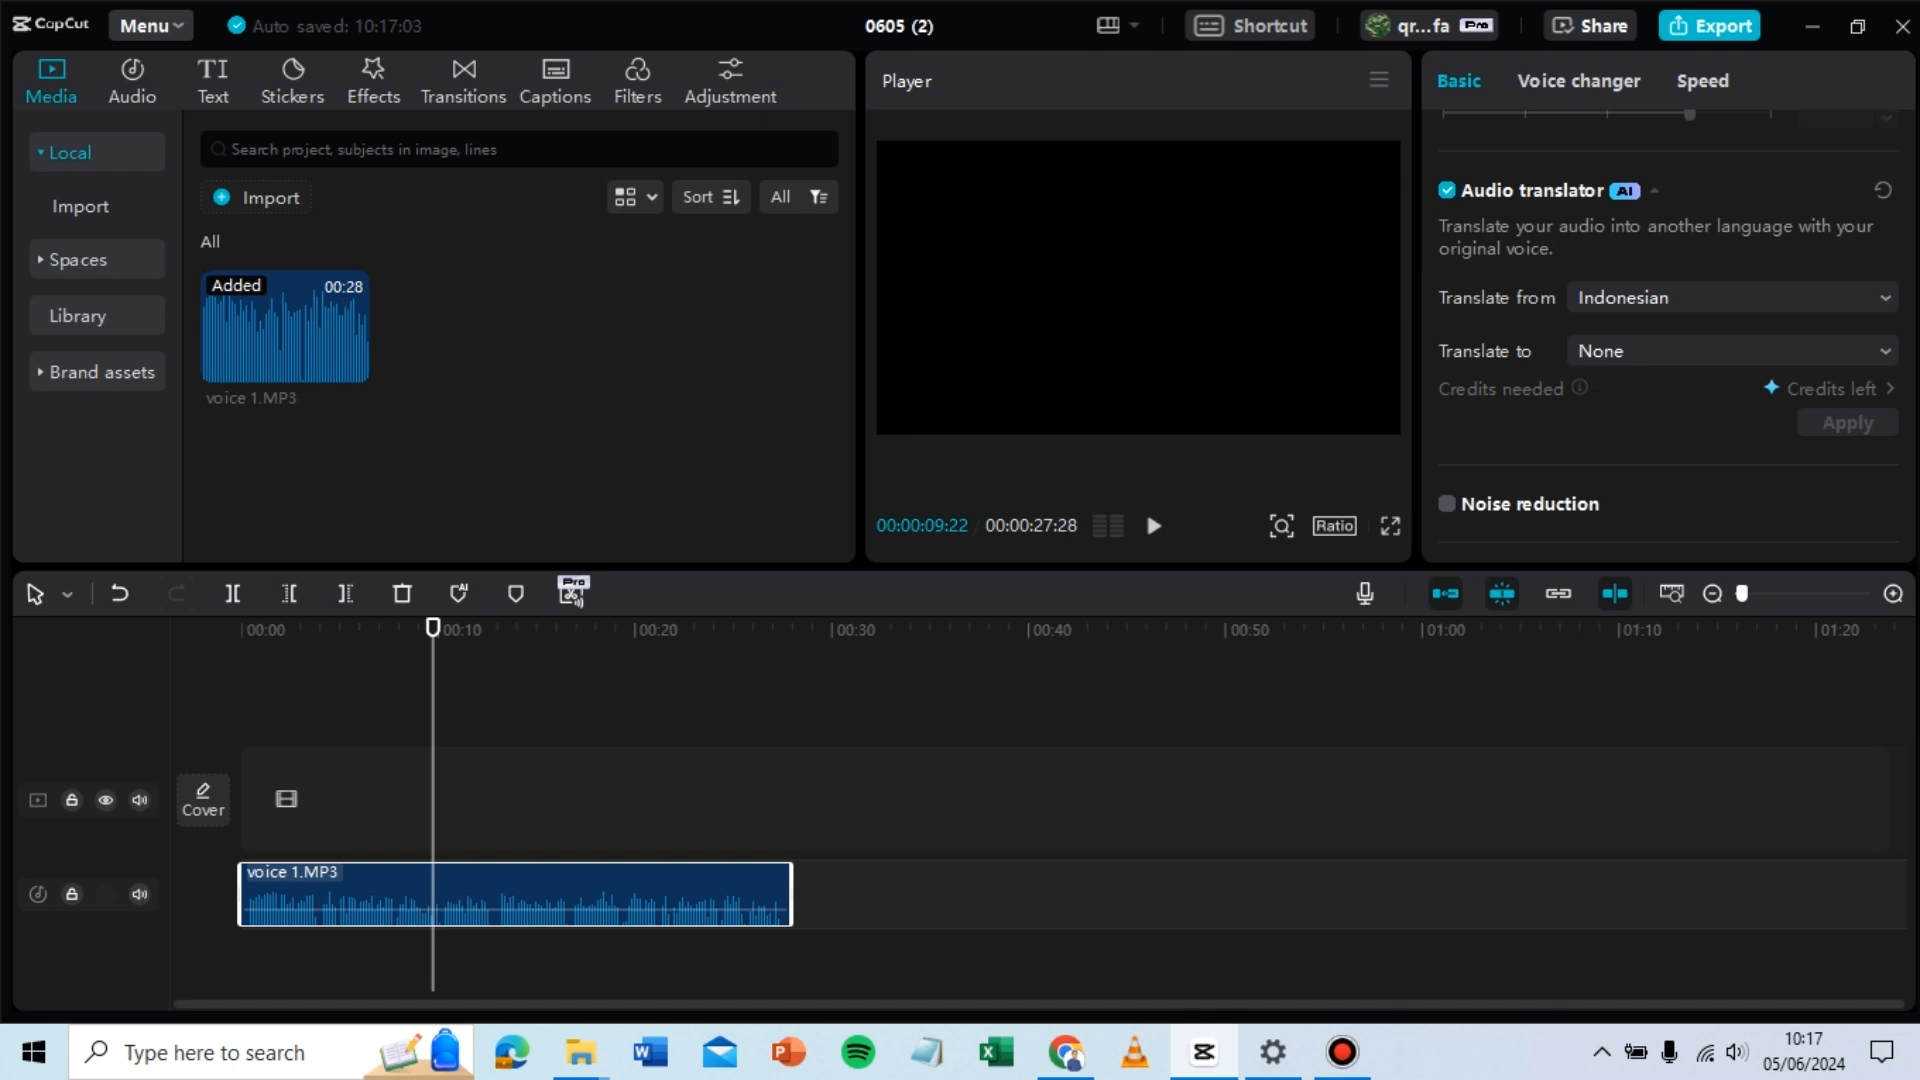 CapCut
Menu
Auto saved: 10:17:03
0605 (2)
Shortcut
qr...fa Pro
Share
Export
Media
Audio
Text
Stickers
Effects
Transitions
Captions
Filters
Adjustment
Player
Basic
Voice changer
Speed
Local
Import
Spaces
Library
Brand assets
Search project, subjects in image, lines
Import
Sort
All
All
Added
00:28
voice 1.MP3
00:00:09:22
00:00:27:28
Ratio
Audio translator AI
Translate your audio into another language with your
original voice.
Translate from
Indonesian
Translate to
None
Credits needed
Credits left
Apply
Noise reduction
AI
Pro
00:00
00:10
00:20
00:30
00:40
00:50
01:00
01:10
01:20
Cover
voice 1.MP3
Type here to search
10:17
05/06/2024